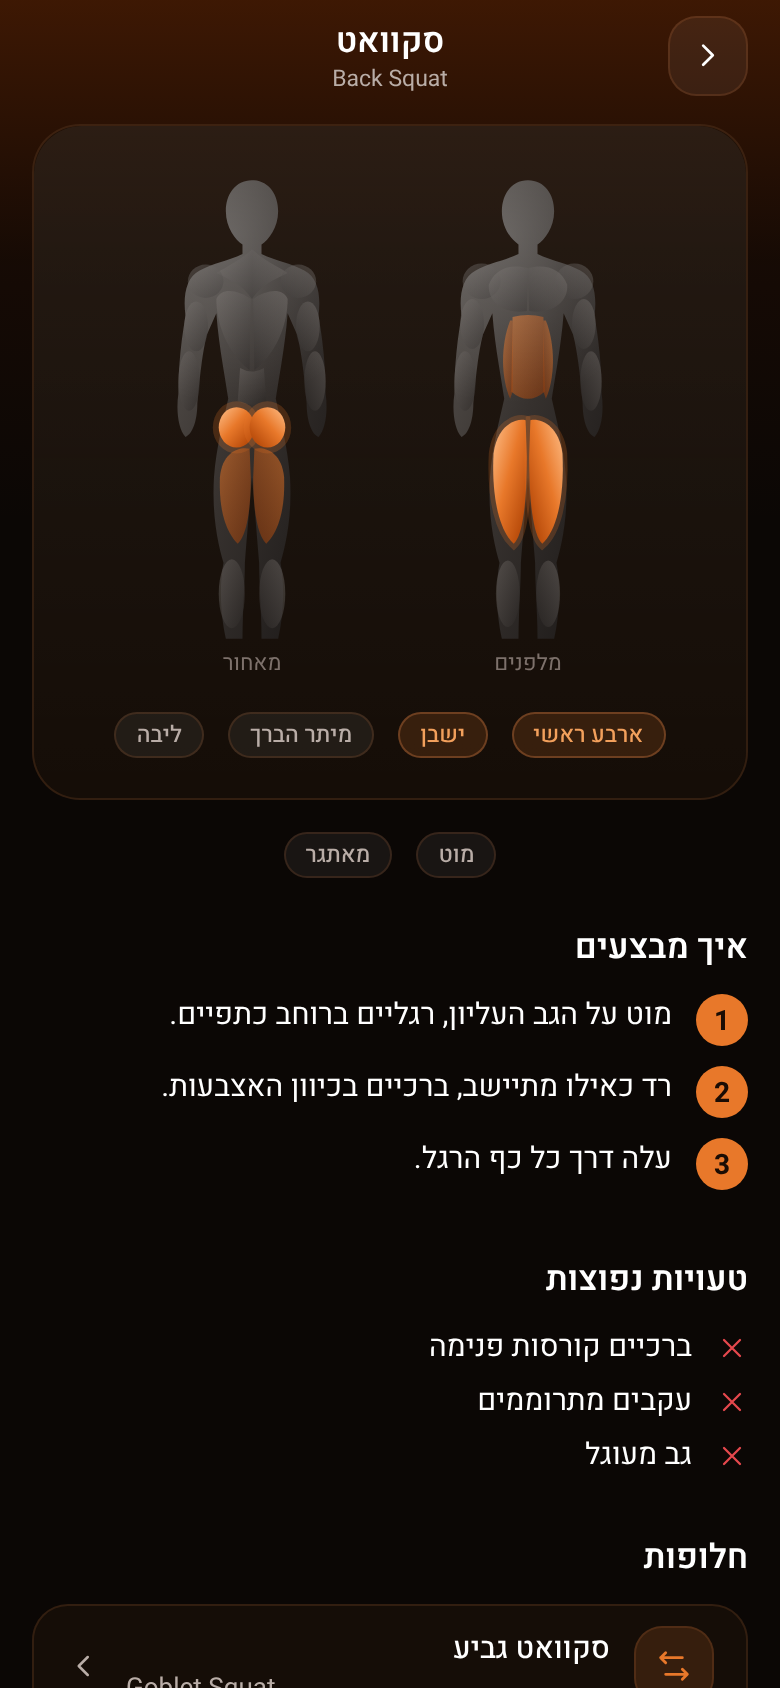 סקוואט
Back Squat
מלפנים
מאחור
ארבע ראשי
ישבן
מיתר הברך
ליבה
מוט
מאתגר
איך מבצעים
1 מוט על הגב העליון, רגליים ברוחב כתפיים.
2 רד כאילו מתיישב, ברכיים בכיוון האצבעות.
3 עלה דרך כל כף הרגל.
טעויות נפוצות
ברכיים קורסות פנימה
עקבים מתרוממים
גב מעוגל
חלופות
סקוואט גביע
Goblet Squat